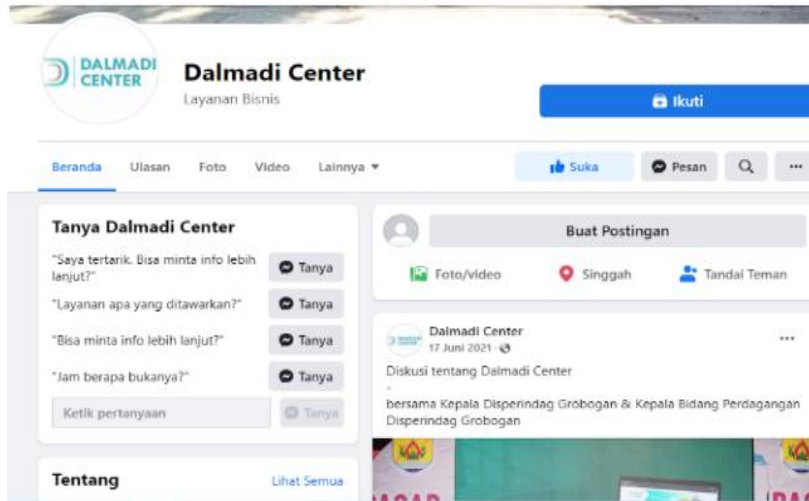 DALMADI
CENTER
Dalmadi Center
Layanan Bisnis
Ikuti
Beranda Ulasan Foto Video Lainnya
Suka Pesan
Tanya Dalmadi Center
"Saya tertarik. Bisa minta info lebih
lanjut?"
Tanya
"Layanan apa yang ditawarkan?"
Tanya
"Bisa minta info lebih lanjut?"
Tanya
"Jam berapa bukanya?"
Tanya
Ketik pertanyaan
Tanya
Tentang
Lihat Semua
Buat Postingan
Foto/video Singgah Tandai Teman
Dalmadi Center
17 Juni 2021 ·
Diskusi tentang Dalmadi Center
-
bersama Kepala Disperindag Grobogan & Kepala Bidang Perdagangan
Disperindag Grobogan